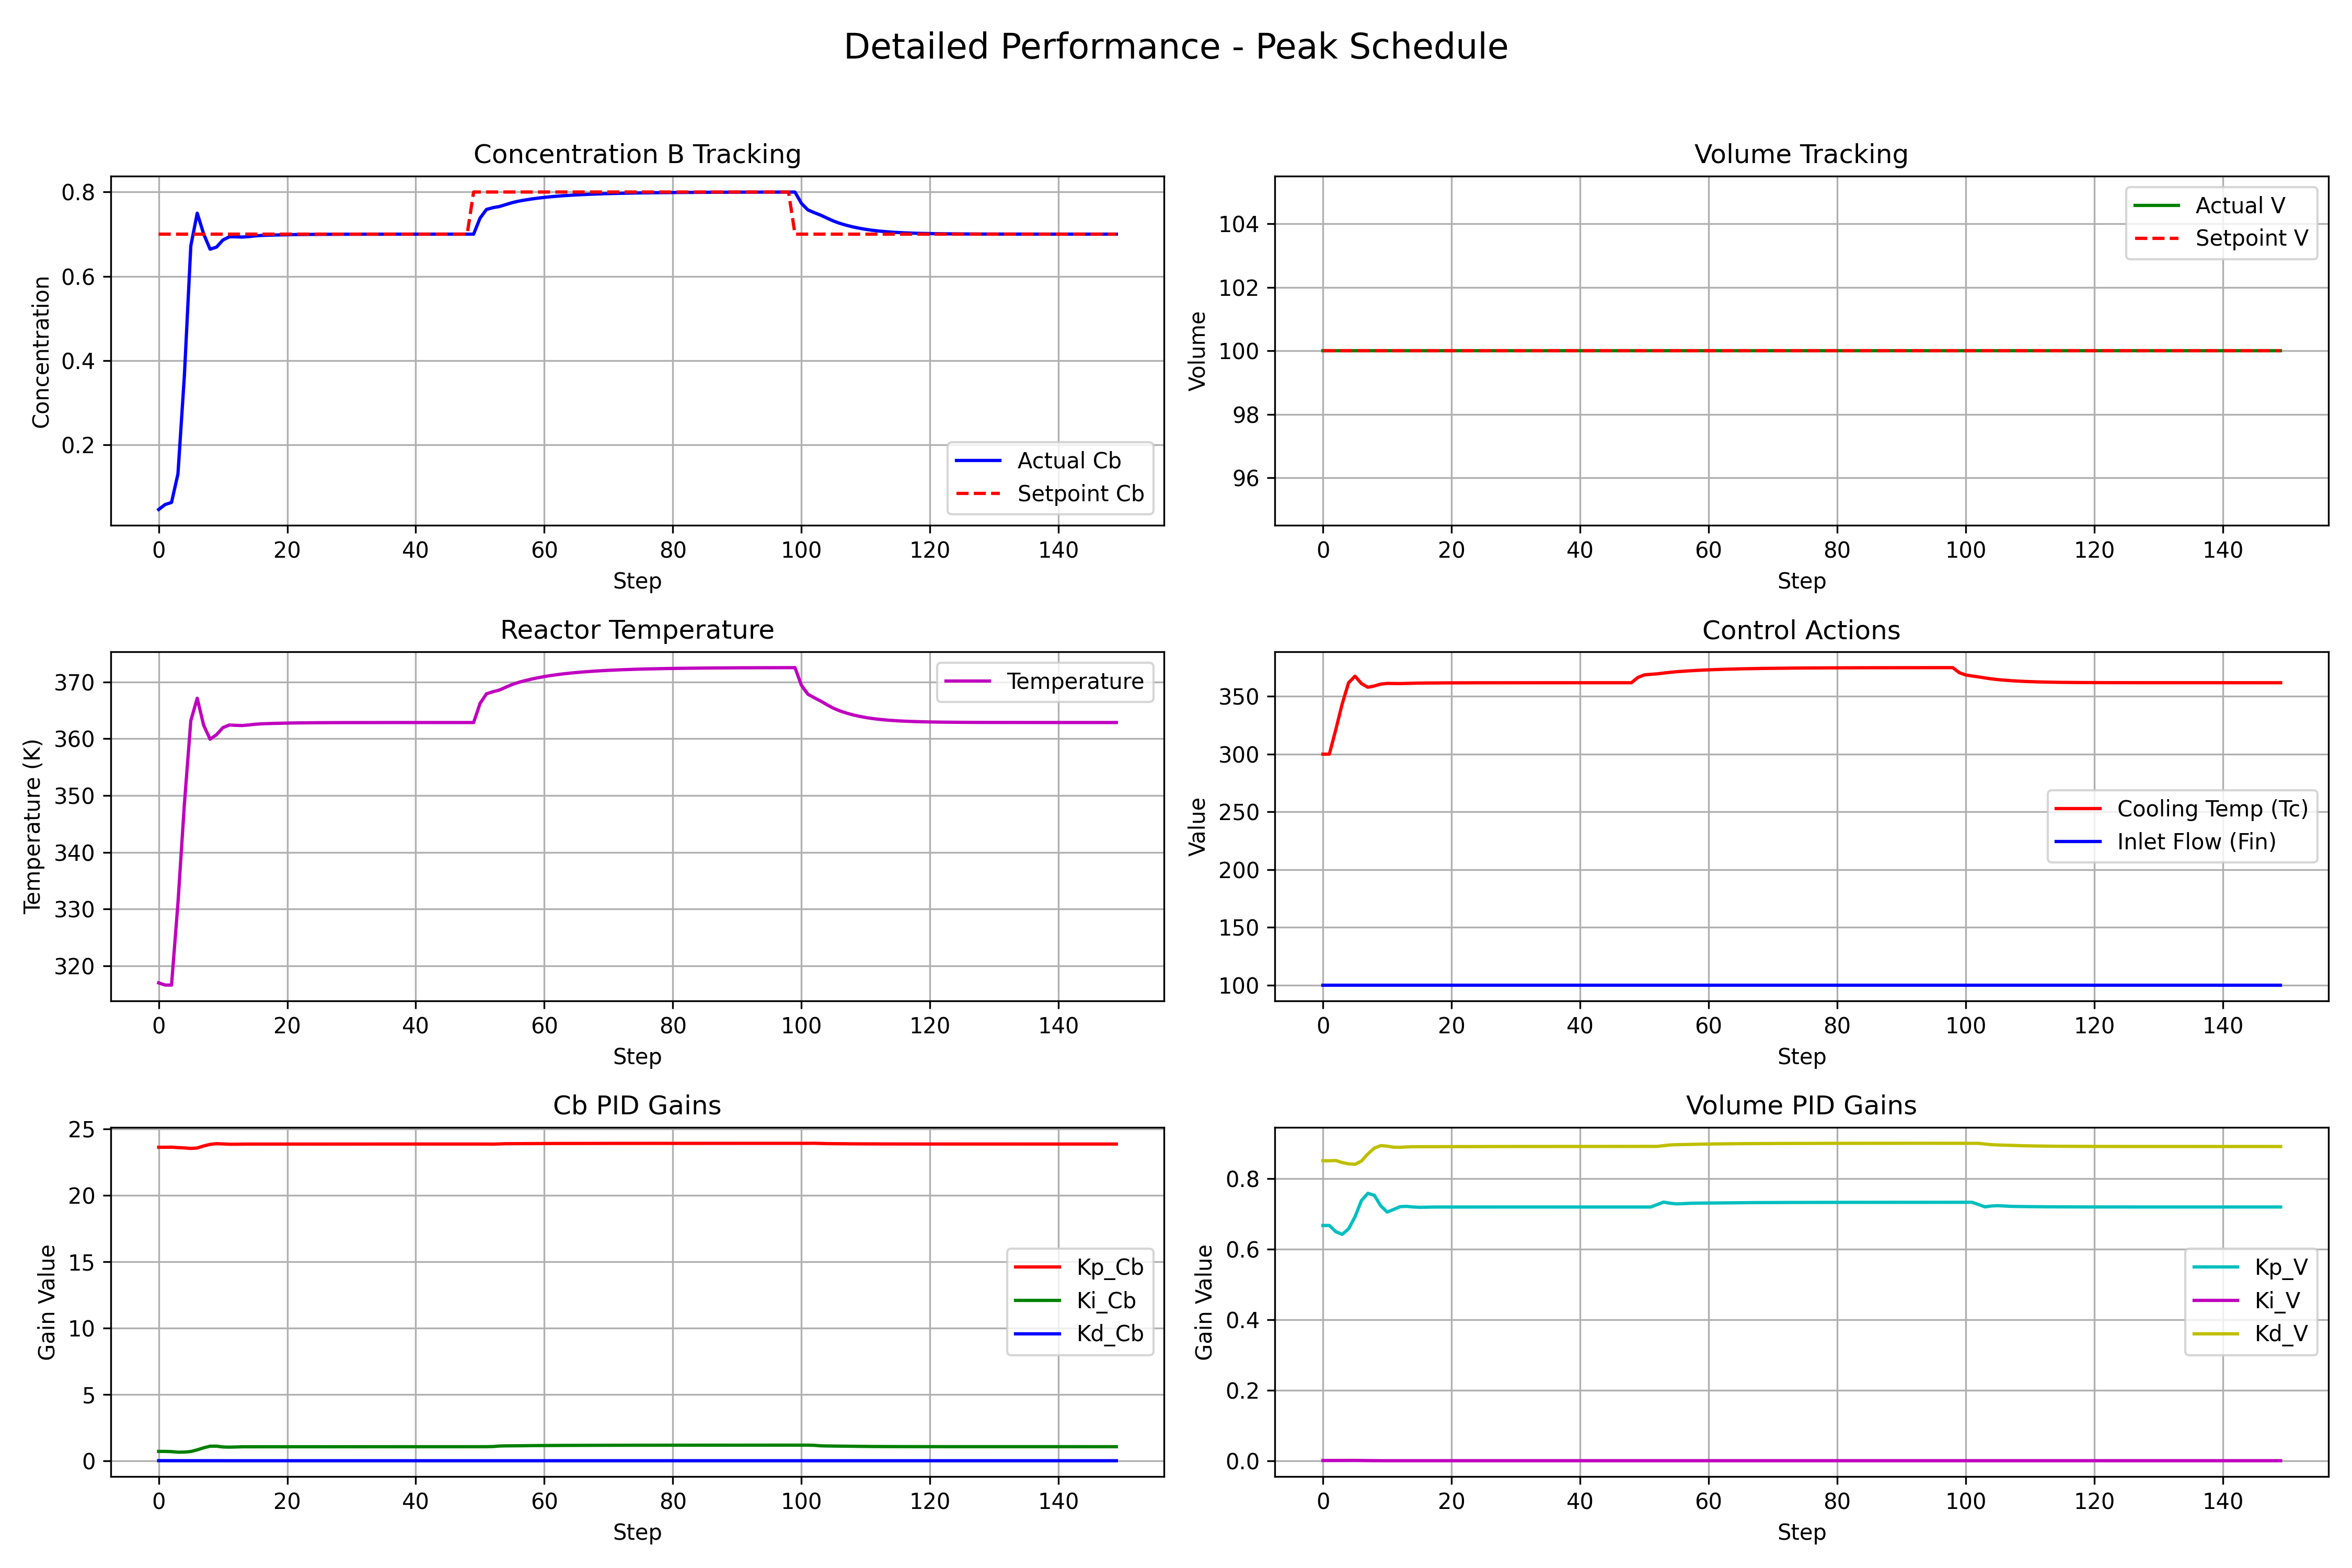 Detailed Performance - Peak Schedule
Concentration B Tracking
Concentration
0.8
0.6
0.4
0.2
Actual Cb
Setpoint Cb
0 20 40 60 80 100 120 140
Step
Volume Tracking
Volume
104
102
100
98
96
Actual V
Setpoint V
0 20 40 60 80 100 120 140
Step
Reactor Temperature
Temperature (K)
370
360
350
340
330
320
Temperature
0 20 40 60 80 100 120 140
Step
Control Actions
Value
350
300
250
200
150
100
Cooling Temp (Tc)
Inlet Flow (Fin)
0 20 40 60 80 100 120 140
Step
Cb PID Gains
Gain Value
25
20
15
10
5
0
Kp_Cb
Ki_Cb
Kd_Cb
0 20 40 60 80 100 120 140
Step
Volume PID Gains
Gain Value
0.8
0.6
0.4
0.2
0.0
Kp_V
Ki_V
Kd_V
0 20 40 60 80 100 120 140
Step